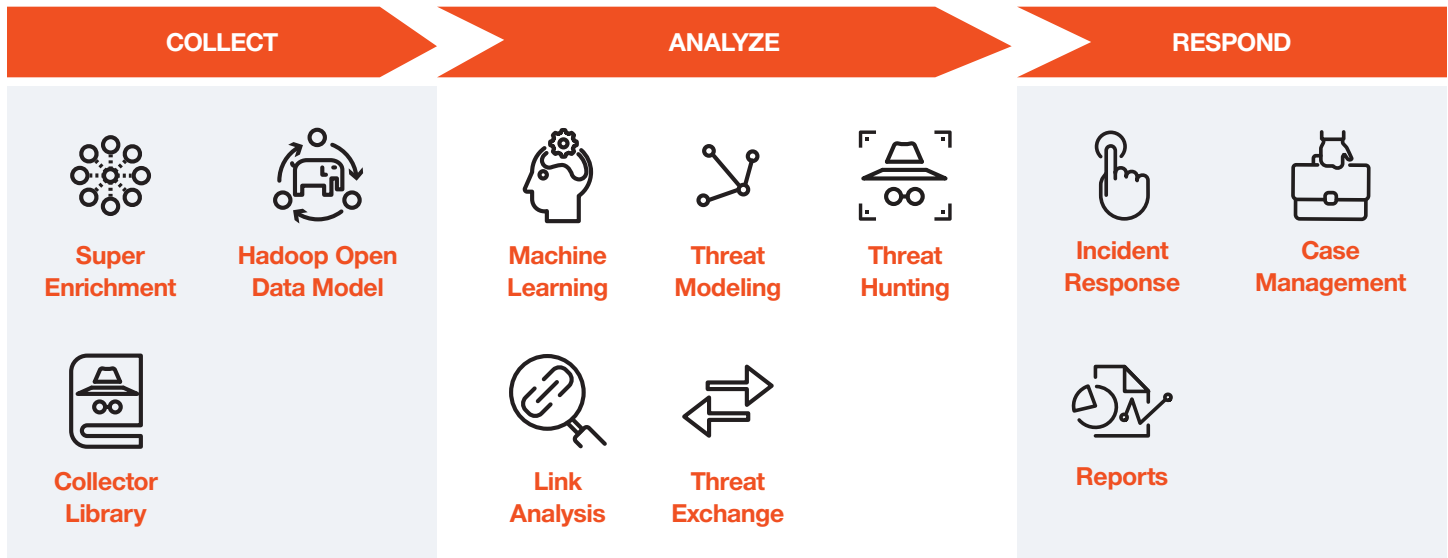 COLLECT
ANALYZE
RESPOND
Super
Enrichment
Hadoop Open
Data Model
Collector
Library
Machine
Learning
Threat
Modeling
Threat
Hunting
Link
Analysis
Threat
Exchange
Incident
Response
Case
Management
Reports